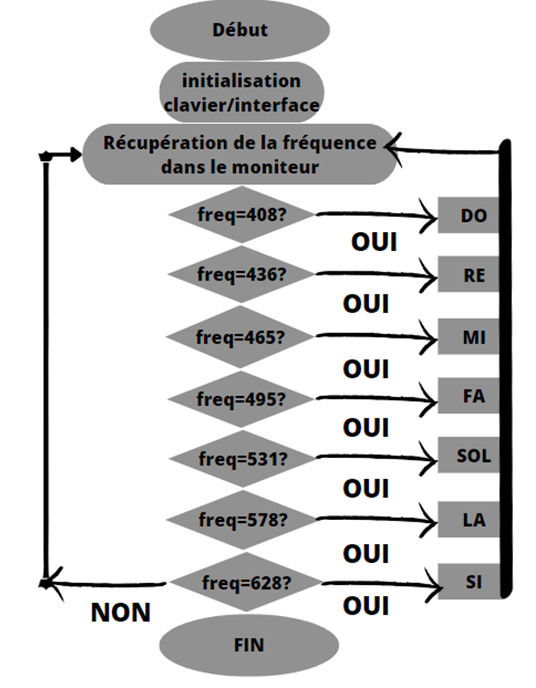 Début
initialisation
clavier/interface
Récupération de la fréquence
dans le moniteur
freq=408?
DO
OUI
freq=436?
RE
OUI
freq=465?
MI
OUI
freq=495?
FA
OUI
freq=531?
SOL
OUI
freq=578?
LA
OUI
freq=628?
SI
NON
OUI
FIN